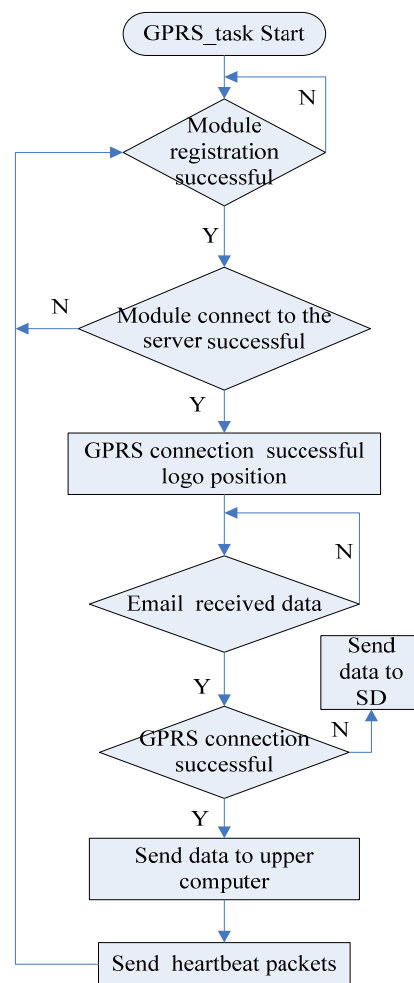 GPRS_task Start
N
Module
registration
successful
Y
N
Module connect to the
server successful
Y
GPRS connection successful
logo position
N
Email received data
Send
data to
SD
Y
N
GPRS connection
successful
Y
Send data to upper
computer
Send heartbeat packets